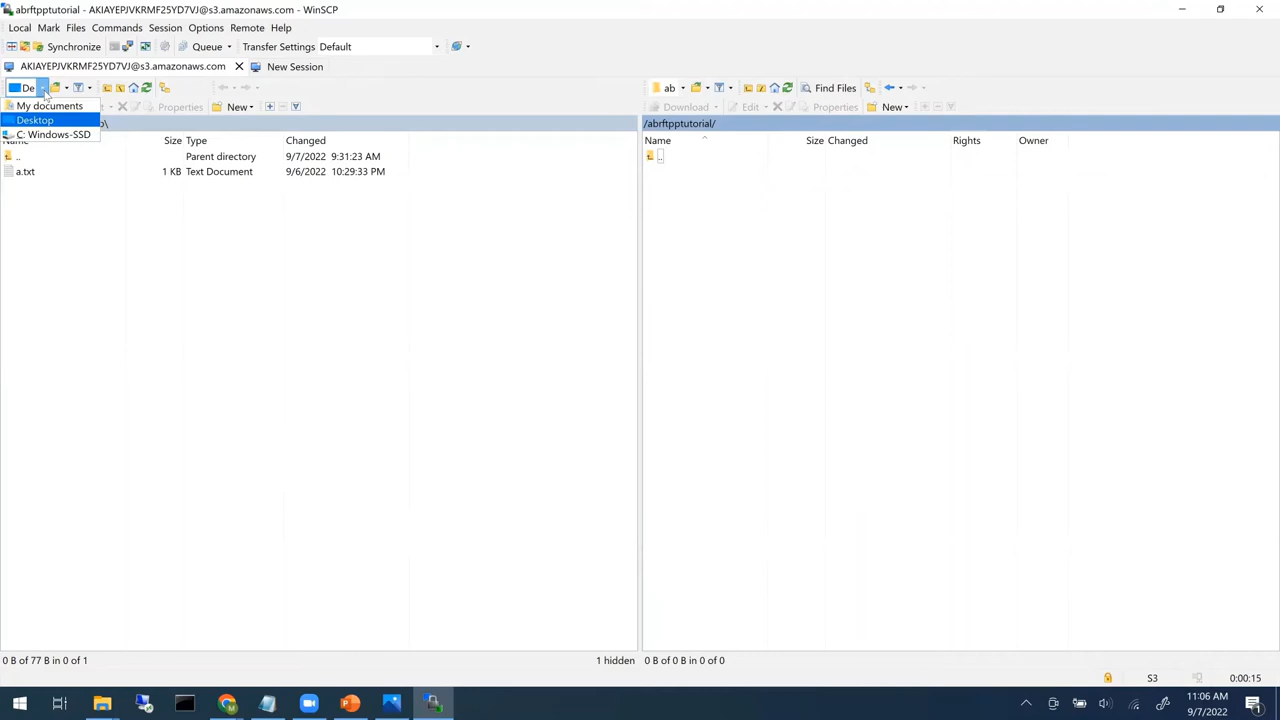 abrftpptutorial - AKIAYEPJVKRMF25YD7VJ@s3.amazonaws.com - WinSCP
Local Mark Files Commands Session Options Remote Help
Synchronize Queue Transfer Settings Default
AKIAYEPJVKRMF25YD7VJ@s3.amazonaws.com New Session
De ab Find Files
My documents Properties New Download Edit Properties New
Desktop /abrftpptutorial/
C: Windows-SSD
Size Type Changed Name Size Changed Rights Owner
.. Parent directory 9/7/2022 9:31:23 AM ..
a.txt 1 KB Text Document 9/6/2022 10:29:33 PM
0 B of 77 B in 0 of 1 1 hidden 0 B of 0 B in 0 of 0
S3 0:00:15
11:06 AM
9/7/2022